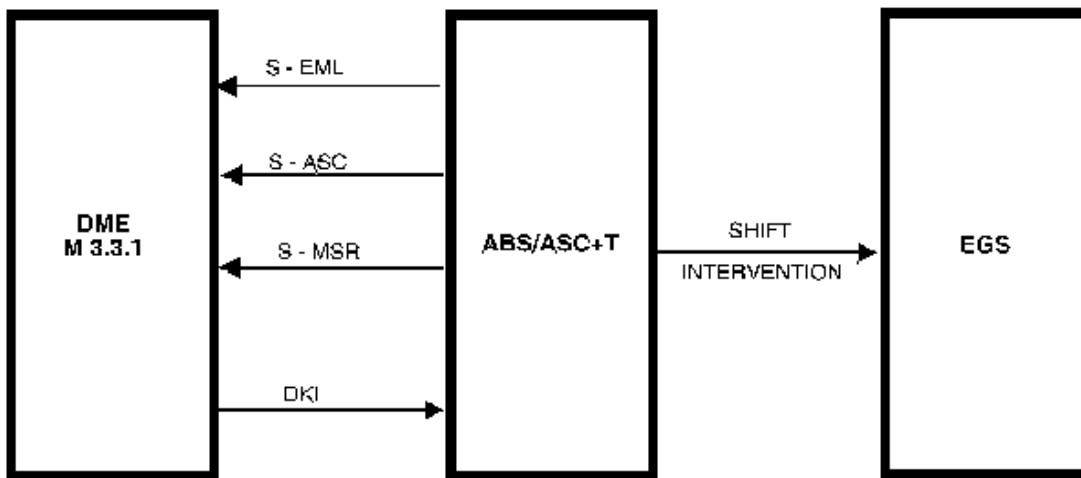 S - EML
S - ASC
DME
M 3.3.1
S - MSR
DKI
ABS/ASC+T
SHIFT
INTERVENTION
EGS